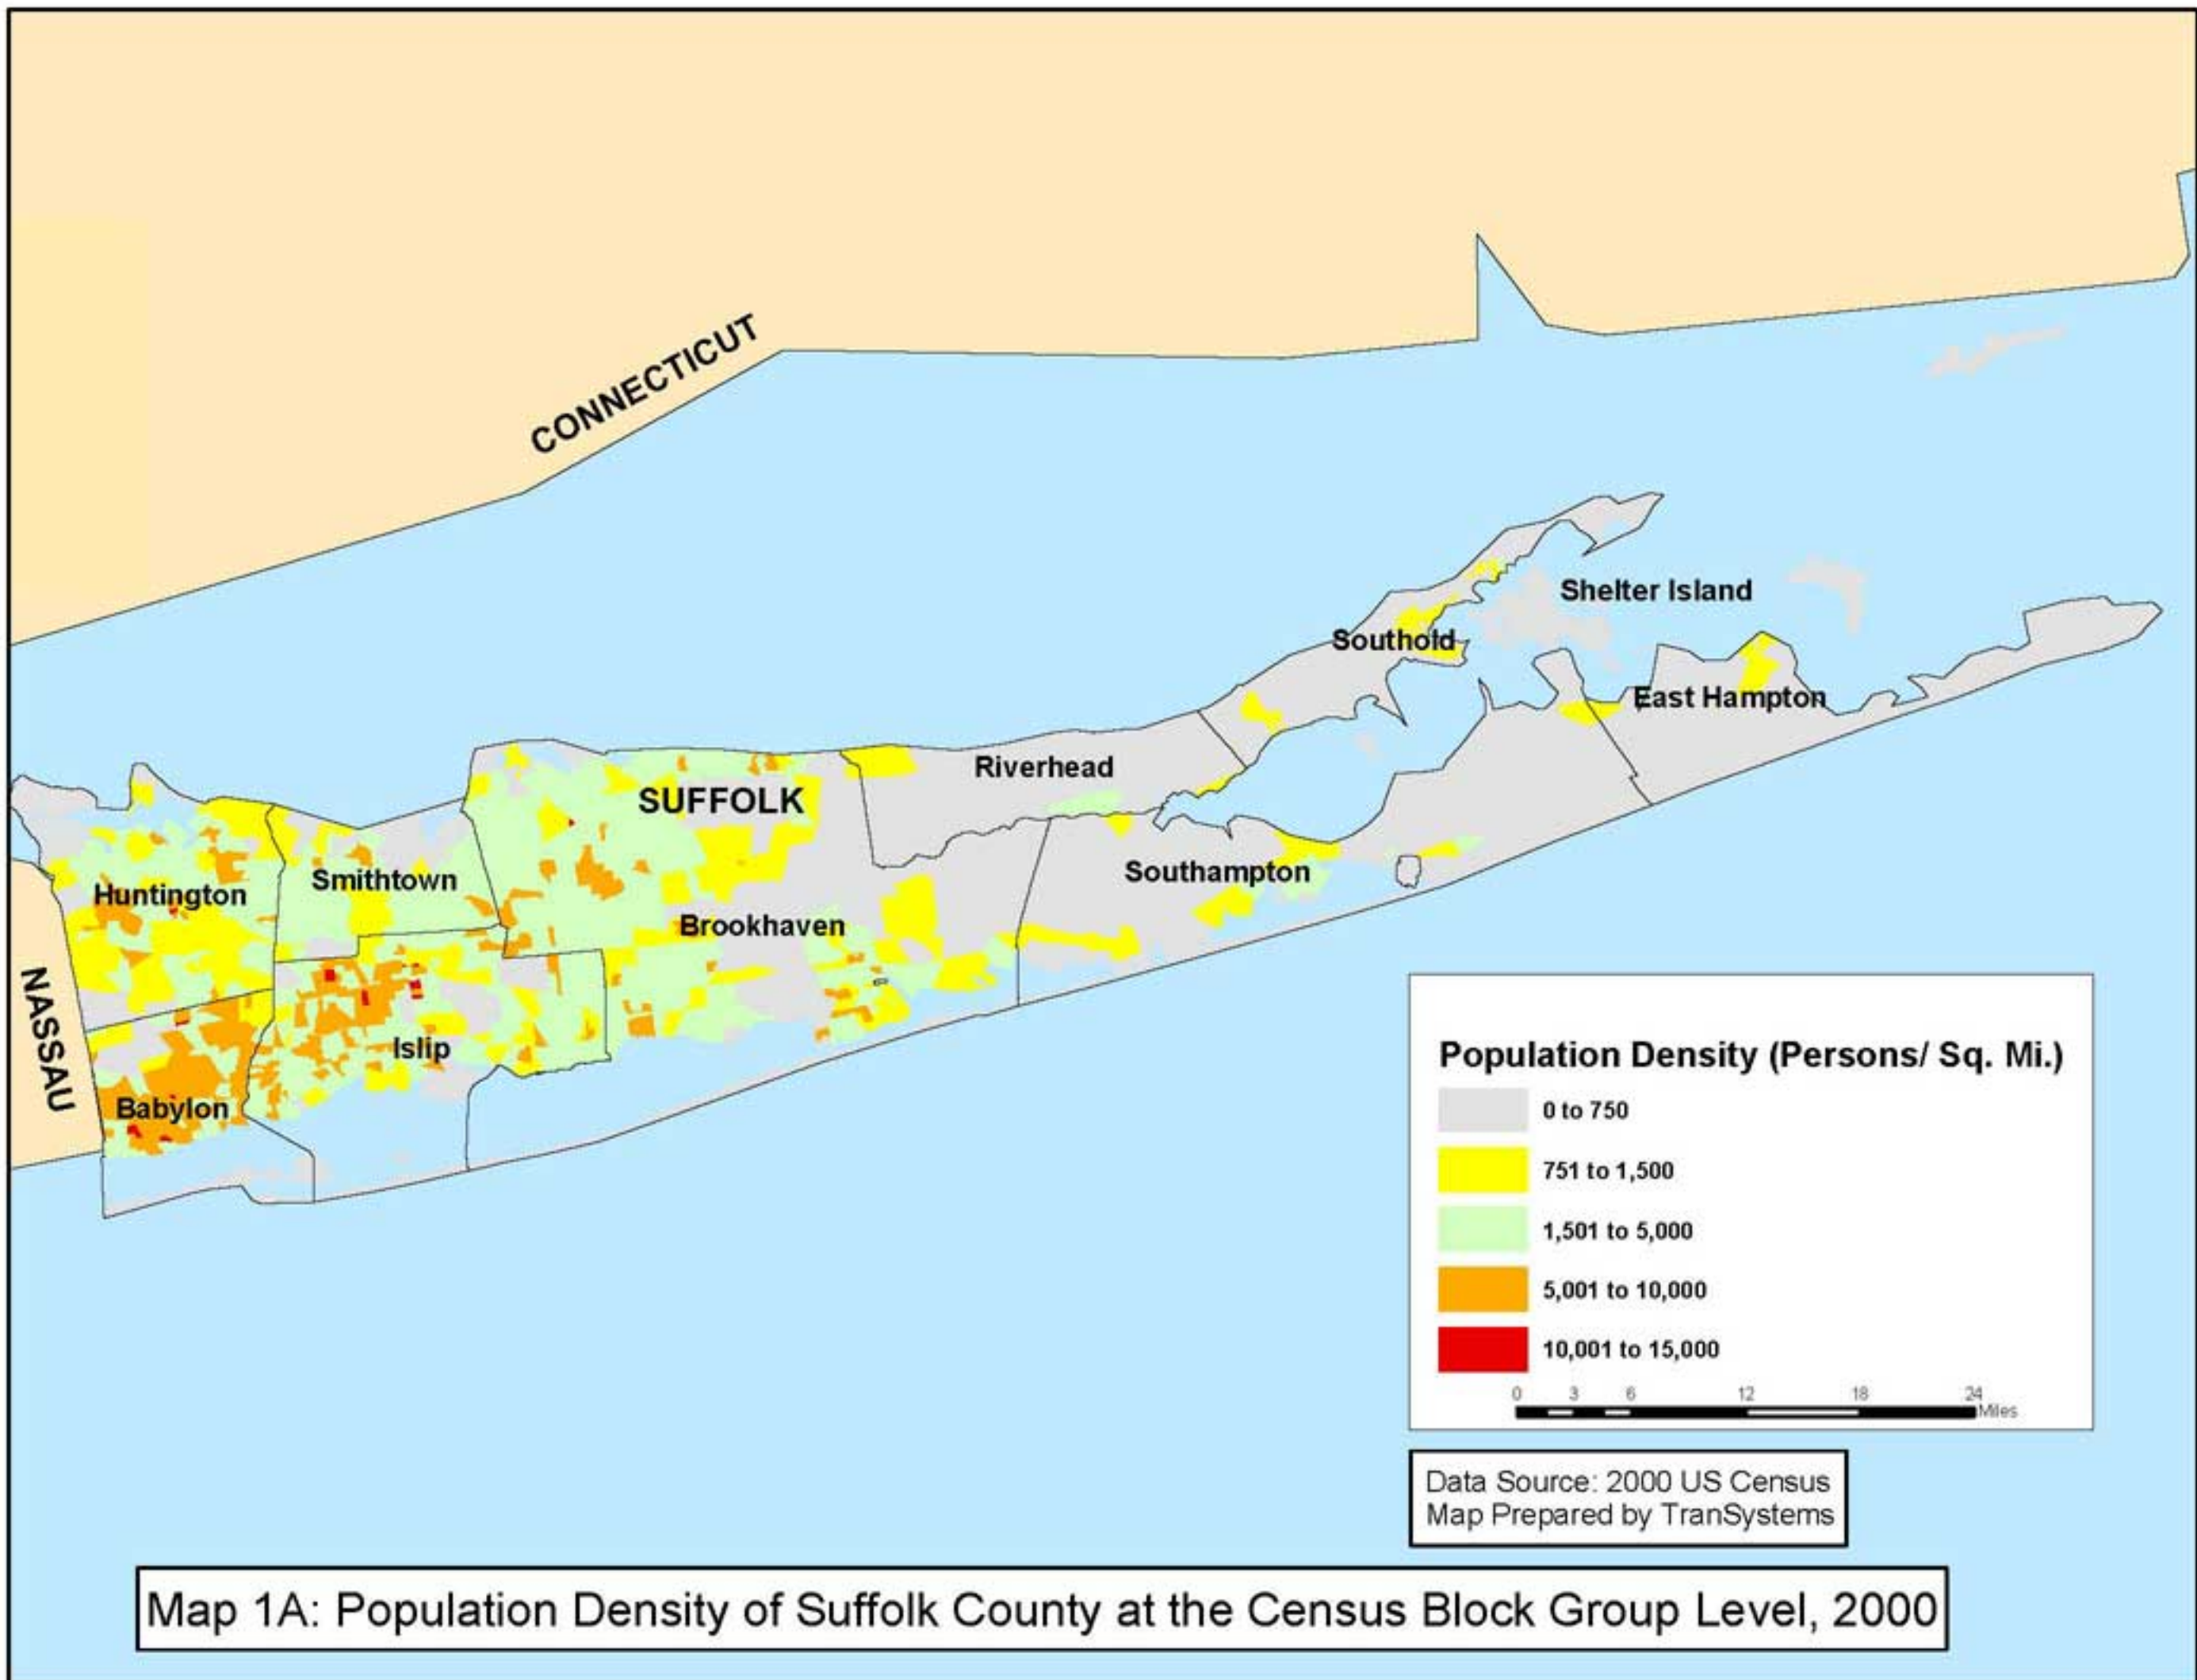 CONNECTICUT
Shelter Island
Southold
East Hampton
Riverhead
SUFFOLK
Southampton
Smithtown
Huntington
Brookhaven
NASSAU
Islip
Babylon
Population Density (Persons/ Sq. Mi.)
0 to 750
751 to 1,500
1,501 to 5,000
5,001 to 10,000
10,001 to 15,000
0 3 6 12 18 24
Miles
Data Source: 2000 US Census
Map Prepared by TranSystems
Map 1A: Population Density of Suffolk County at the Census Block Group Level, 2000